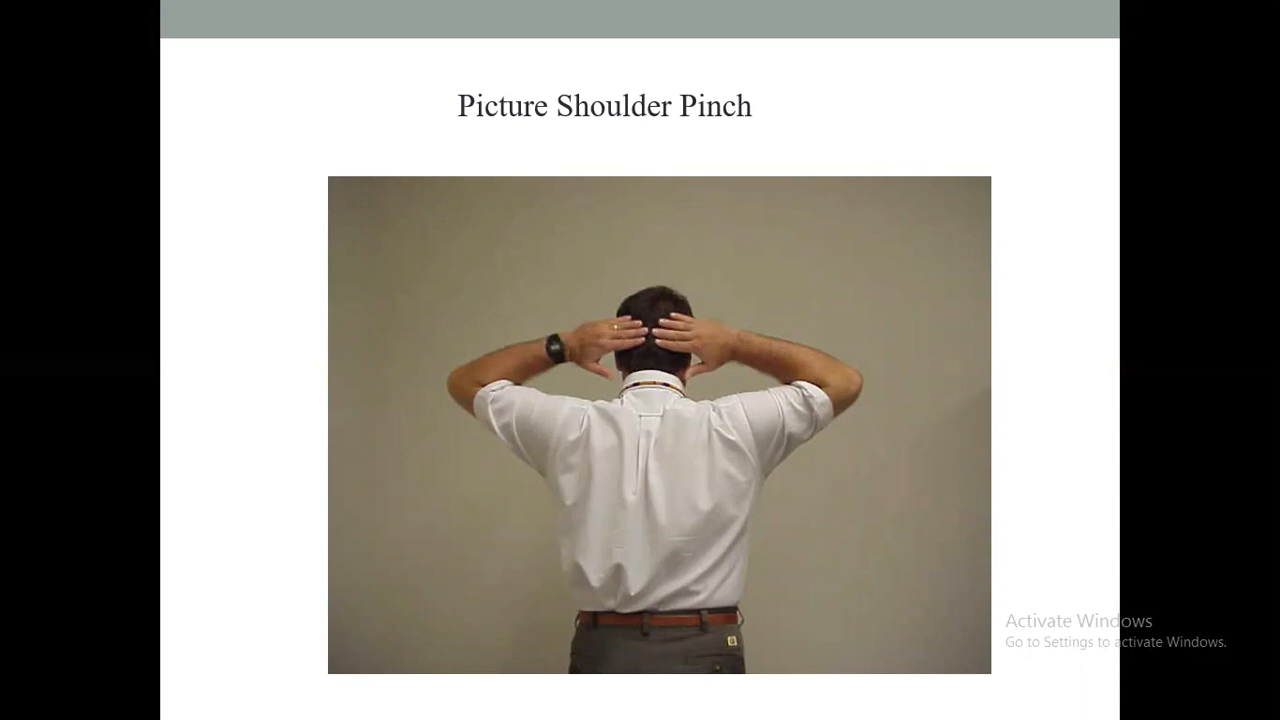 Picture Shoulder Pinch
Activate Windows
Go to Settings to activate Windows.